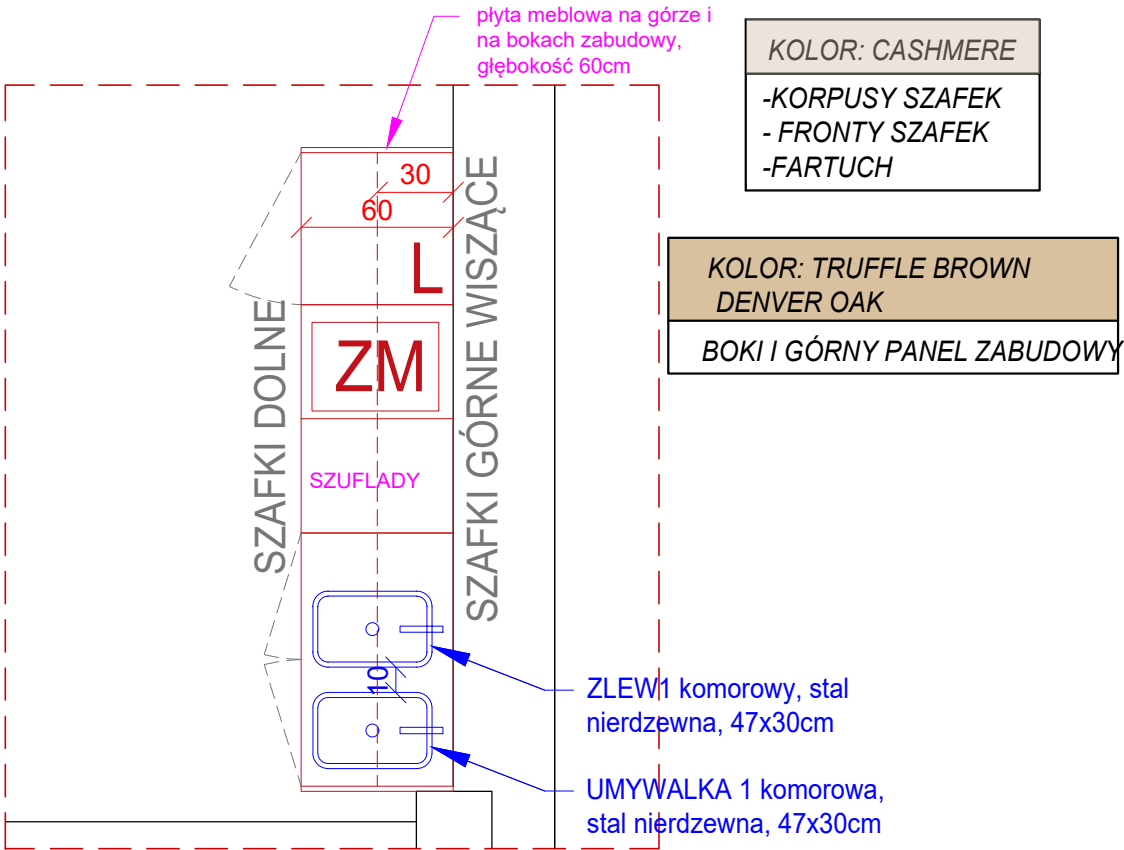 płyta meblowa na górze i
na bokach zabudowy,
głębokość 60cm
KOLOR: CASHMERE
-KORPUSY SZAFEK
- FRONTY SZAFEK
-FARTUCH
30
60
L
KOLOR: TRUFFLE BROWN
DENVER OAK
BOKI I GÓRNY PANEL ZABUDOWY
SZAFKI DOLNE
ZM
SZAFKI GÓRNE WISZĄCE
SZUFLADY
10
ZLEW1 komorowy, stal
nierdzewna, 47x30cm
UMYWALKA 1 komorowa,
stal nierdzewna, 47x30cm